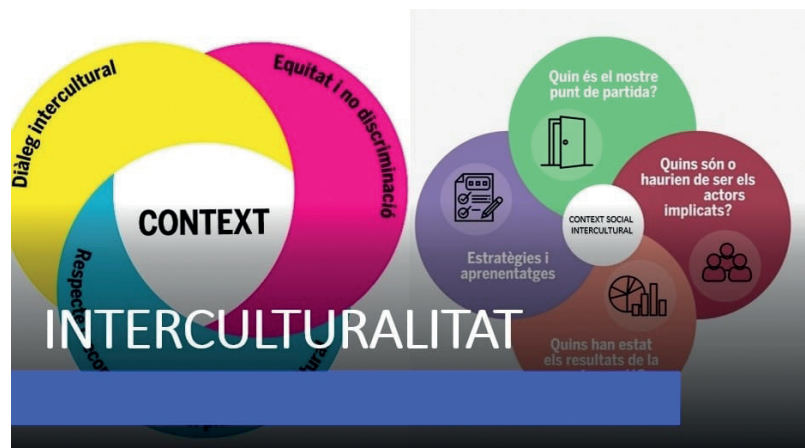 Diàleg intercultural
Equitat i no discriminació
CONTEXT
Quin és el nostre
punt de partida?
Quins són o
haurien de ser els
actors
implicats?
CONTEXT SOCIAL
INTERCULTURAL
Estratègies i
aprenentatges
Quins han estat
els resultats de la
INTERCULTURALITAT